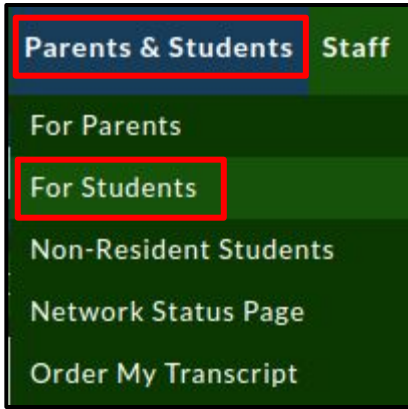 Parents & Students Staff
For Parents
For Students
Non-Resident Students
Network Status Page
Order My Transcript